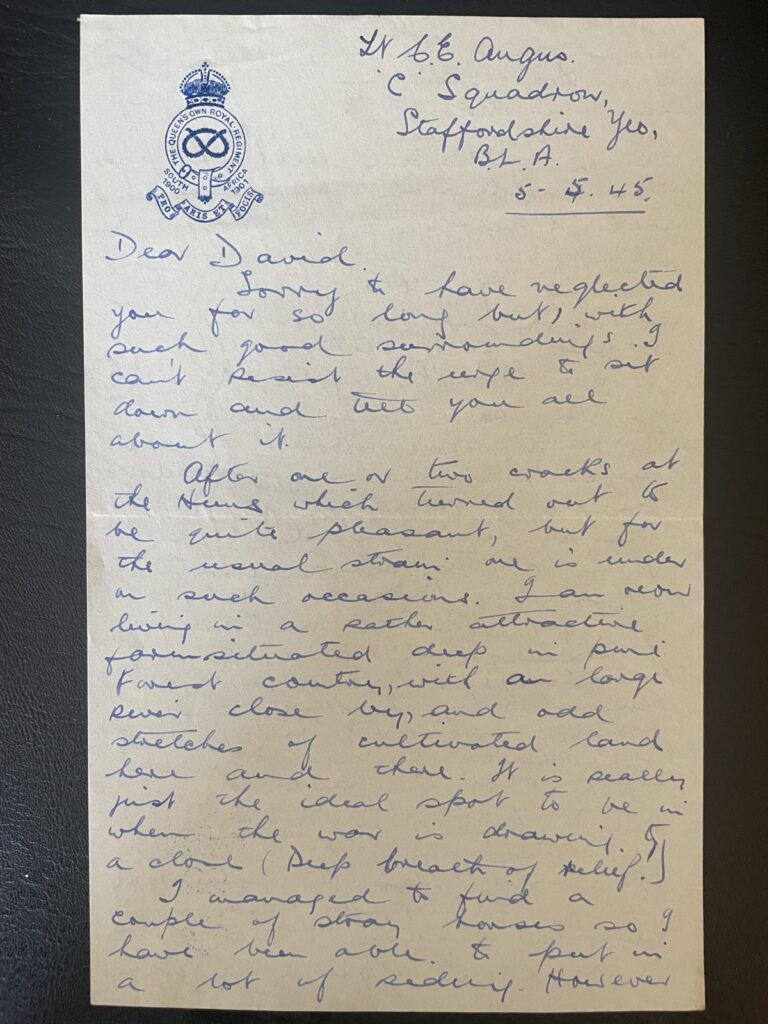 Lt C.E. Angus.
'C' Squadron,
Staffordshire Yeo,
B.L.A.
5 - 5. 45.
THE QUEEN'S OWN ROYAL REGIMENT
SOUTH AFRICA
1900 1901
PRO ARIS ET FOCIS
Dear David.
Sorry to have neglected
you for so long but, with
such good surroundings I
can't resist the urge to sit
down and tell you all
about it.
After one or two cracks at
the Huns which turned out to
be quite pleasant, but for
the usual strain one is under
on such occasions. I am now
living in a rather attractive
farm situated deep in pine
Forest country, with an large
river close by, and odd
stretches of cultivated land
here and there. It is really
just the ideal spot to be in
when the war is drawing to
a close (Deep breath of relief.)
I managed to find a
couple of stray horses so I
have been able. to put in
a lot of riding. However